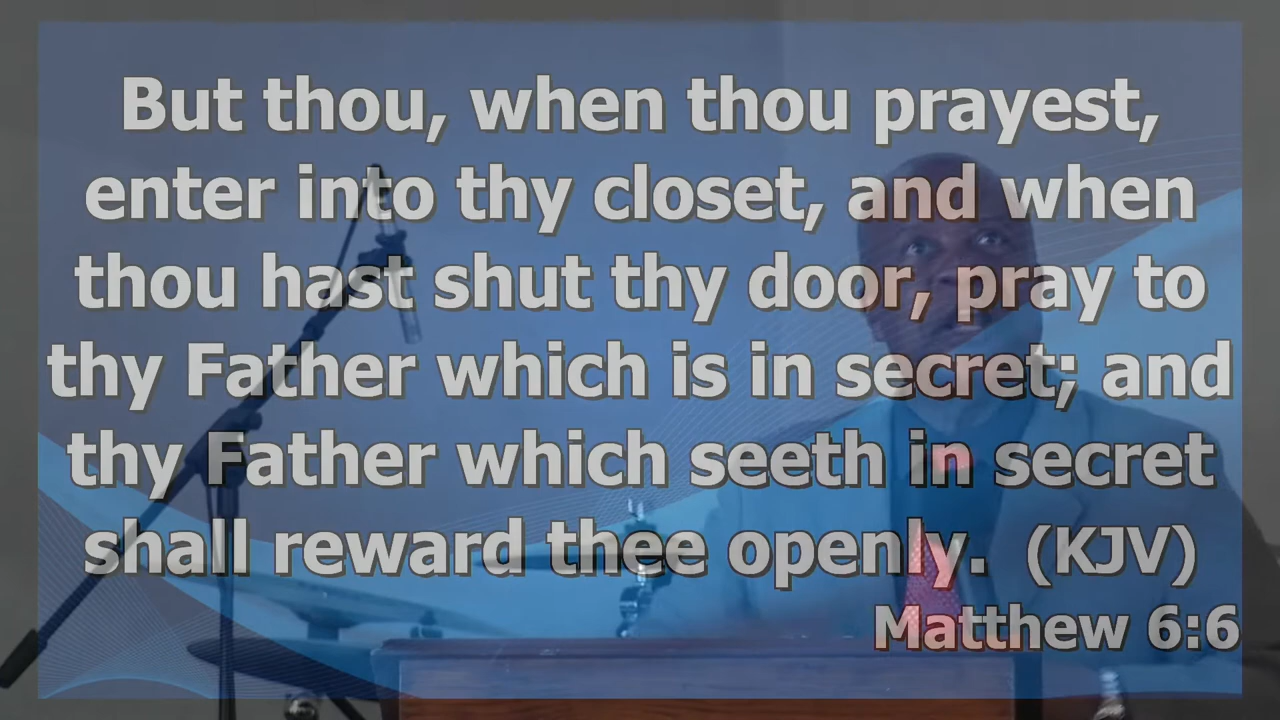 But thou, when thou prayest,
enter into thy closet, and when
thou hast shut thy door, pray to
thy Father which is in secret; and
thy Father which seeth in secret
shall reward thee openly. (KJV)
Matthew 6:6